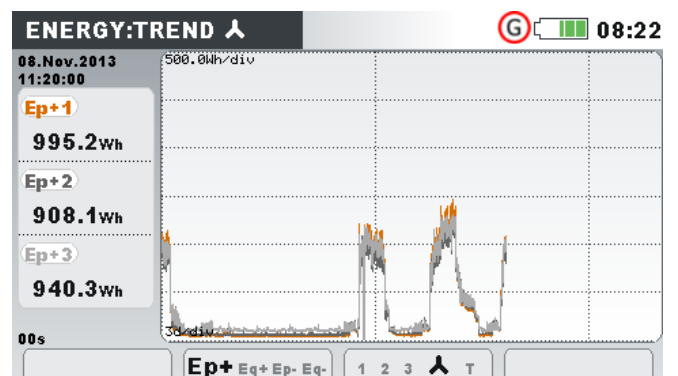 ENERGY:TREND
G 08:22
08.Nov.2013
11:20:00
500.0Wh/div
Ep+1
995.2Wh
Ep+2
908.1Wh
Ep+3
940.3Wh
3d/div
00s
Ep+ Eq+ Ep- Eq-
1 2 3 T